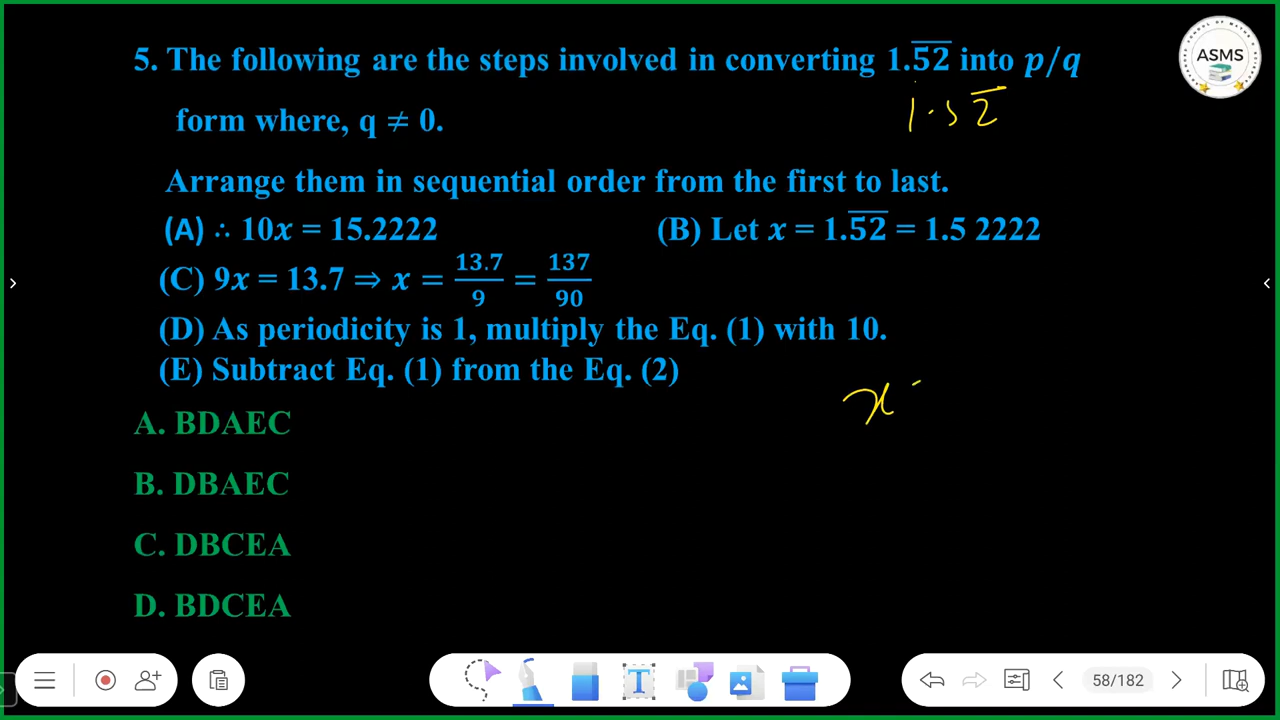 5. The following are the steps involved in converting 1.5̅2̅ into p/q
form where, q ≠ 0.
1.52̅
Arrange them in sequential order from the first to last.
(A) ∴ 10x = 15.2222 (B) Let x = 1.5̅2̅ = 1.5 2222
(C) 9x = 13.7 ⇒ x = 13.7/9 = 137/90
(D) As periodicity is 1, multiply the Eq. (1) with 10.
(E) Subtract Eq. (1) from the Eq. (2)
x
A. BDAEC
B. DBAEC
C. DBCEA
D. BDCEA
ASMS
58/182